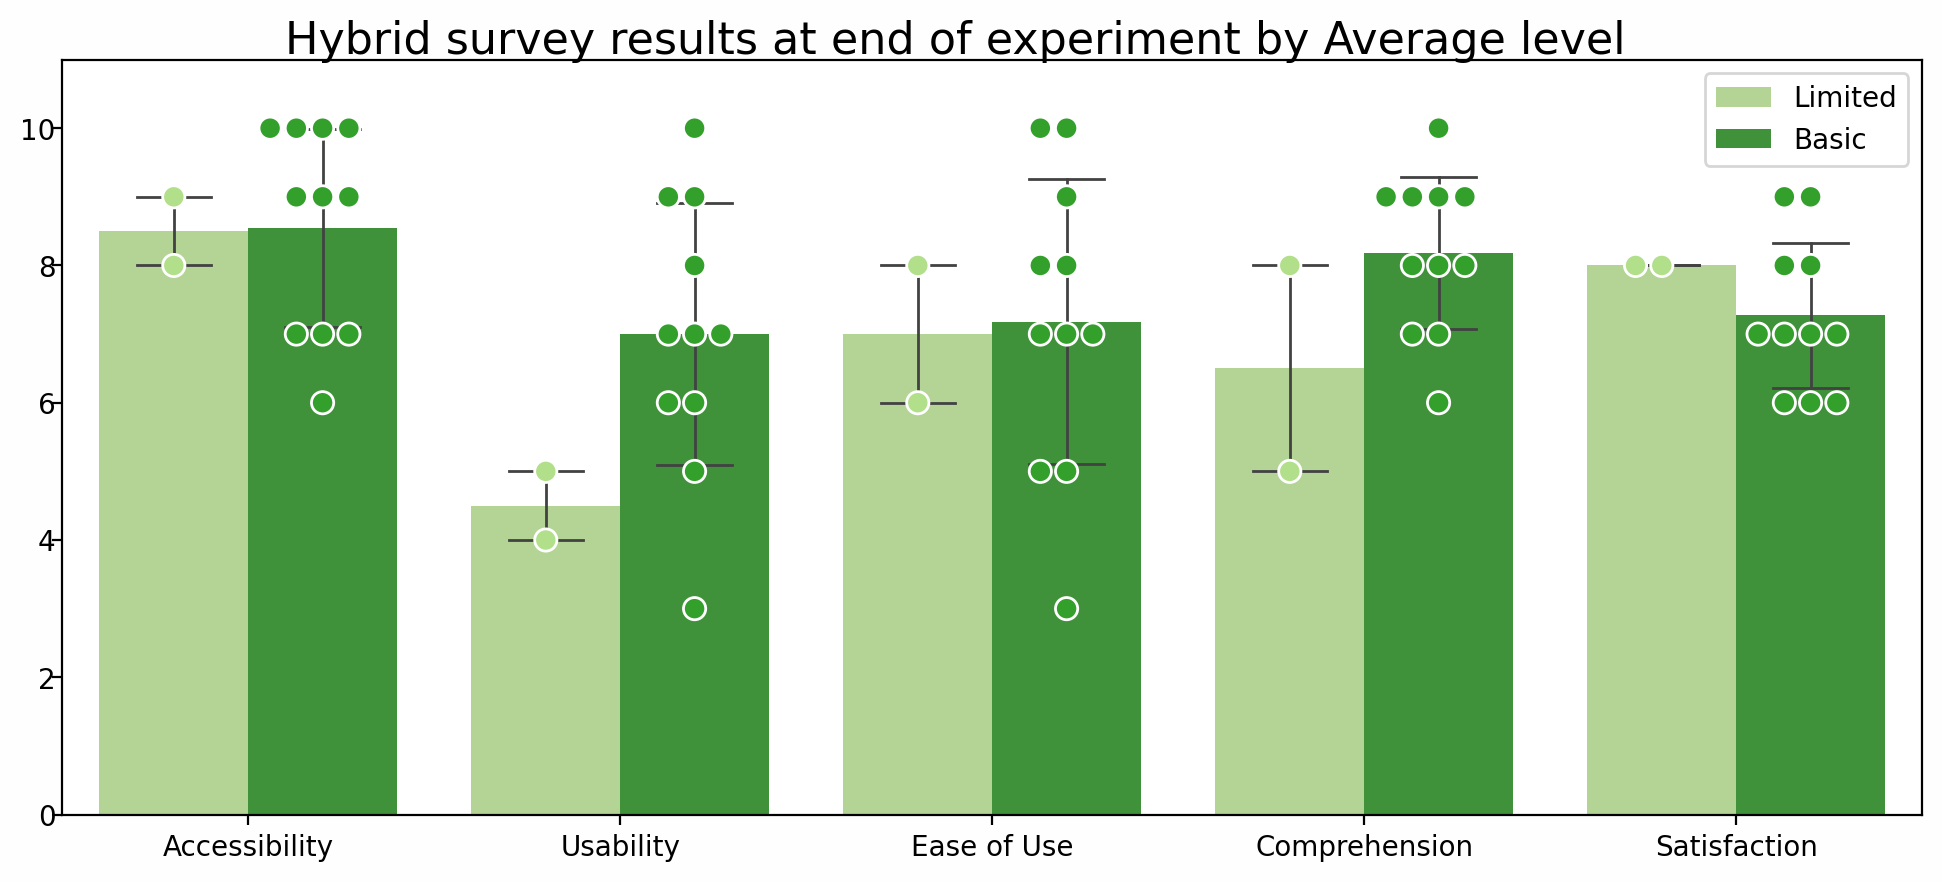 Hybrid survey results at end of experiment by Average level
Limited
Basic
10
8
6
4
2
0
Accessibility
Usability
Ease of Use
Comprehension
Satisfaction